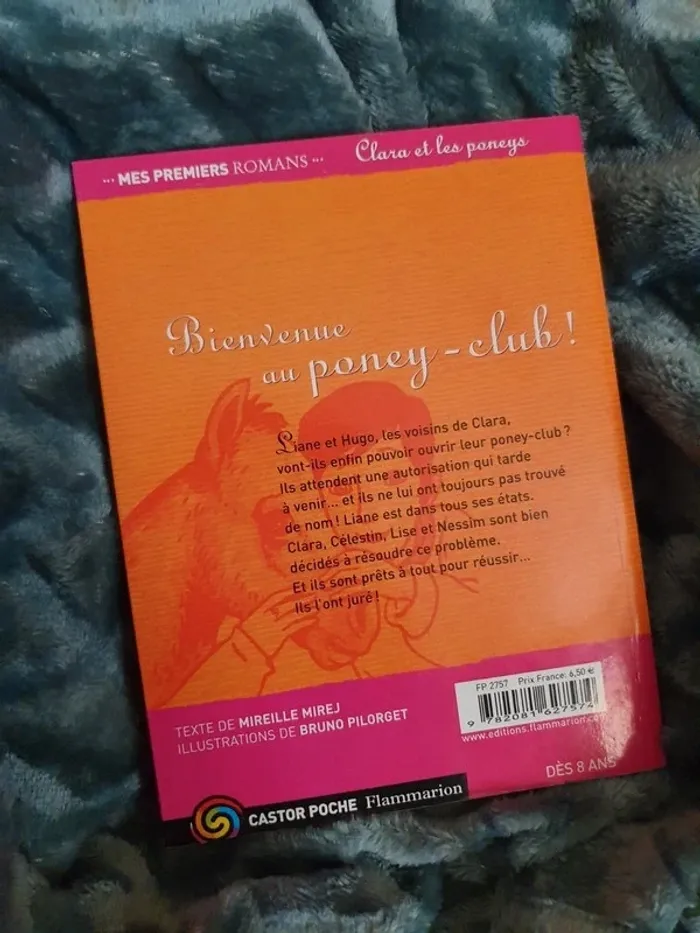 ... MES PREMIERS ROMANS ... Clara et les poneys
Bienvenue
au poney-club !
Liane et Hugo, les voisins de Clara,
vont-ils enfin pouvoir ouvrir leur poney-club ?
Ils attendent une autorisation qui tarde
à venir... et ils ne lui ont toujours pas trouvé
de nom ! Liane est dans tous ses états.
Clara, Célestin, Lise et Nessim sont bien
décidés à résoudre ce problème.
Et ils sont prêts à tout pour réussir...
Ils l'ont juré !
FP 2757 Prix France: 6,50 €
9 782081 627574
www.editions.flammarion.com
TEXTE DE MIREILLE MIREJ
ILLUSTRATIONS DE BRUNO PILORGET
DÈS 8 ANS
CASTOR POCHE Flammarion